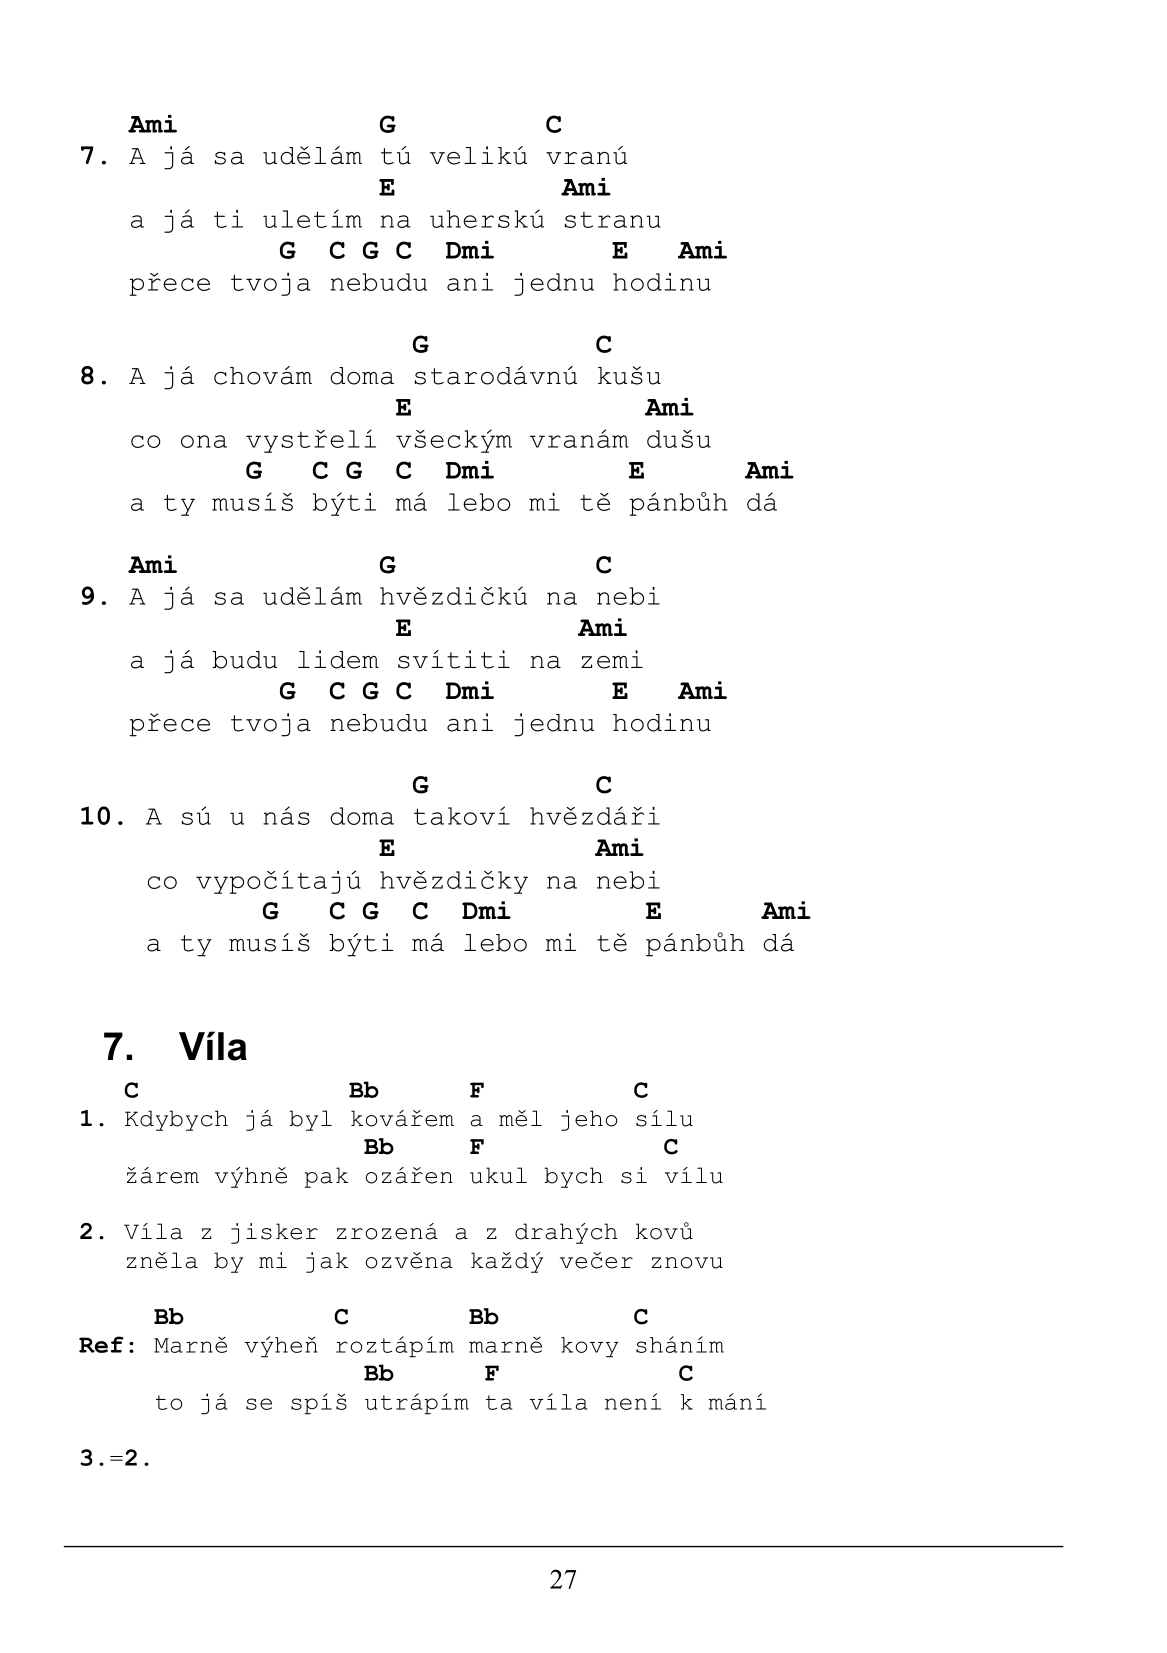 Ami G C
7. A já sa udělám tú velikú vranú
E Ami
a já ti uletím na uherskú stranu
G C G C Dmi E Ami
přece tvoja nebudu ani jednu hodinu
G C
8. A já chovám doma starodávnú kušu
E Ami
co ona vystřelí všeckým vranám dušu
G C G C Dmi E Ami
a ty musíš býti má lebo mi tě pánbůh dá
Ami G C
9. A já sa udělám hvězdičkú na nebi
E Ami
a já budu lidem svítiti na zemi
G C G C Dmi E Ami
přece tvoja nebudu ani jednu hodinu
G C
10. A sú u nás doma takoví hvězdáři
E Ami
co vypočítajú hvězdičky na nebi
G C G C Dmi E Ami
a ty musíš býti má lebo mi tě pánbůh dá
7. Víla
C Bb F C
1. Kdybych já byl kovářem a měl jeho sílu
Bb F C
žárem výhně pak ozářen ukul bych si vílu
2. Víla z jisker zrozená a z drahých kovů
zněla by mi jak ozvěna každý večer znovu
Bb C Bb C
Ref: Marně výheň roztápím marně kovy sháním
Bb F C
to já se spíš utrápím ta víla není k mání
3.=2.
27